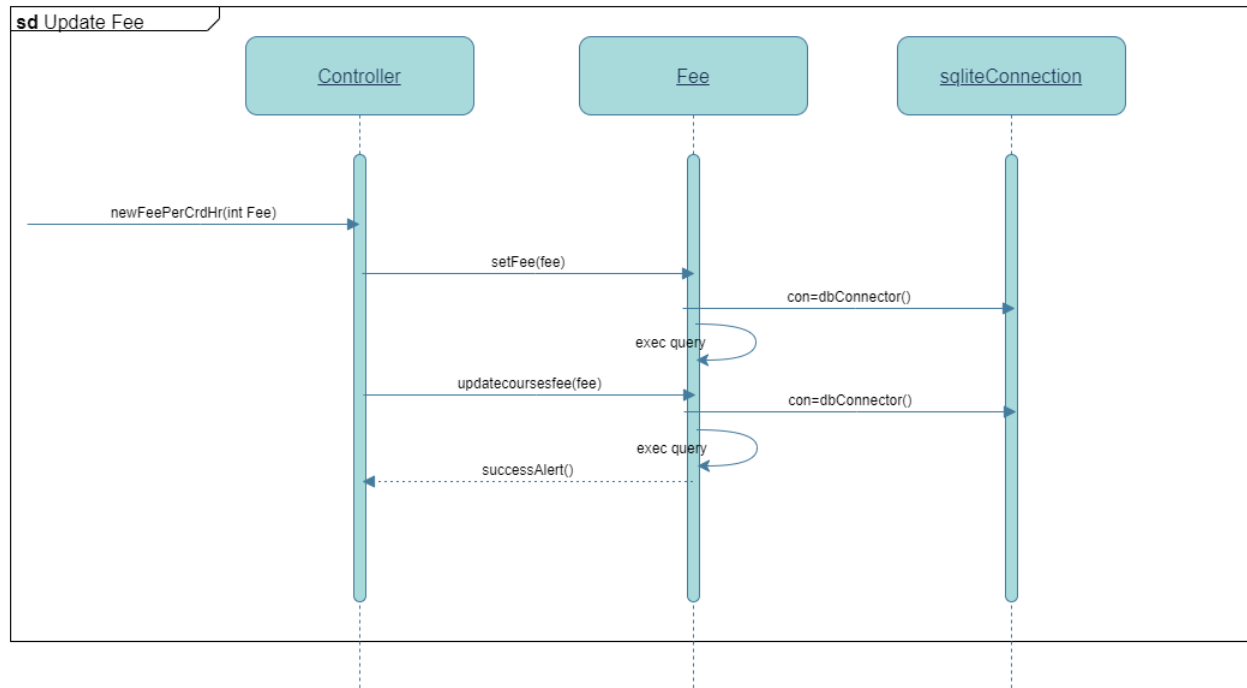 sd Update Fee
Controller
Fee
sqliteConnection
newFeePerCrdHr(int Fee)
setFee(fee)
con=dbConnector()
exec query
updatecoursesfee(fee)
con=dbConnector()
exec query
successAlert()